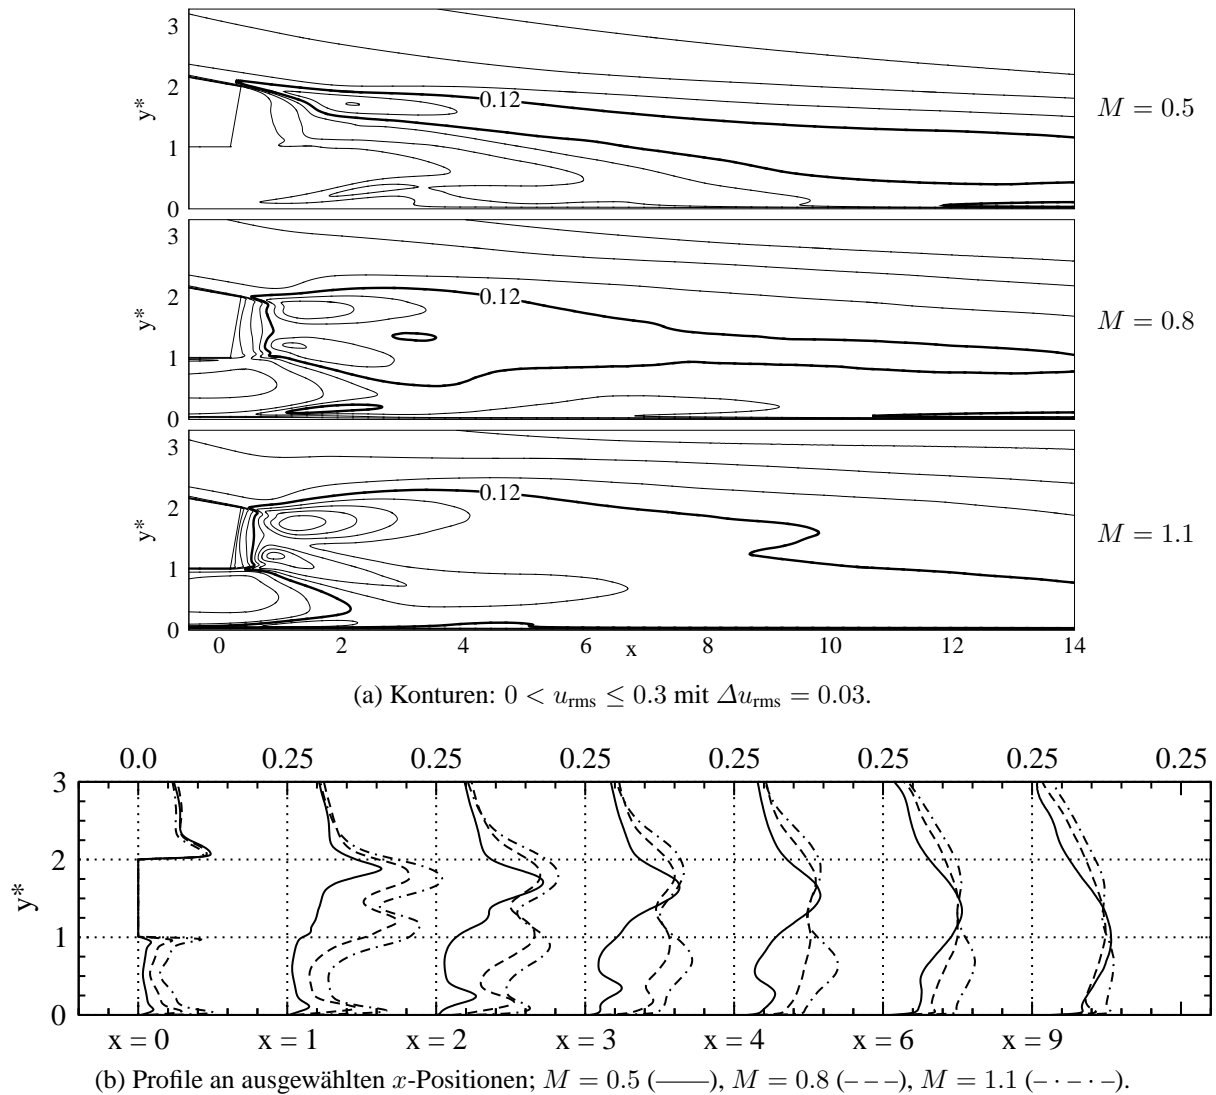 3
2
1
0
y*
0.12
M = 0.5
3
2
1
0
y*
0.12
M = 0.8
3
2
1
0
y*
0.12
M = 1.1
0 2 4 6 x 8 10 12 14
(a) Konturen: 0 < u_rms ≤ 0.3 mit Δu_rms = 0.03.
0.0 0.25 0.25 0.25 0.25 0.25 0.25 0.25
3
2
1
0
y*
x = 0 x = 1 x = 2 x = 3 x = 4 x = 6 x = 9
(b) Profile an ausgewählten x-Positionen; M = 0.5 (——), M = 0.8 (– – –), M = 1.1 (– · – · –).